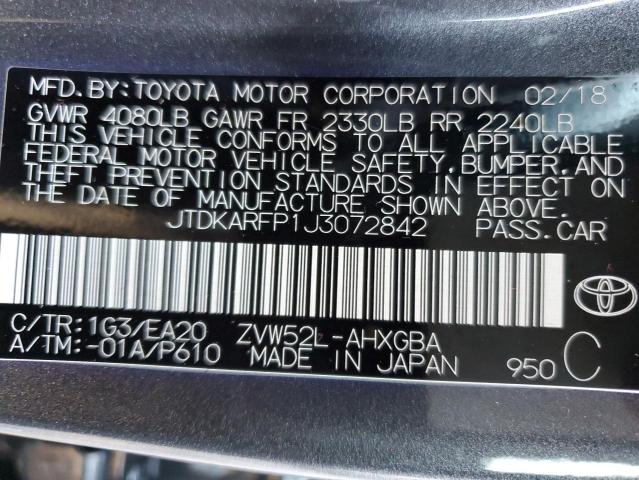 MFD.BY:TOYOTA MOTOR CORPORATION 02/18
GVWR 4080LB GAWR FR 2330LB RR 2240LB
THIS VEHICLE CONFORMS TO ALL APPLICABLE
FEDERAL MOTOR VEHICLE SAFETY,BUMPER,AND
THEFT PREVENTION STANDARDS IN EFFECT ON
THE DATE OF MANUFACTURE SHOWN ABOVE.
JTDKARFP1J3072842 PASS.CAR
C/TR:1G3/EA20 ZVW52L-AHXGBA
A/TM:-01A/P610 MADE IN JAPAN 950 C